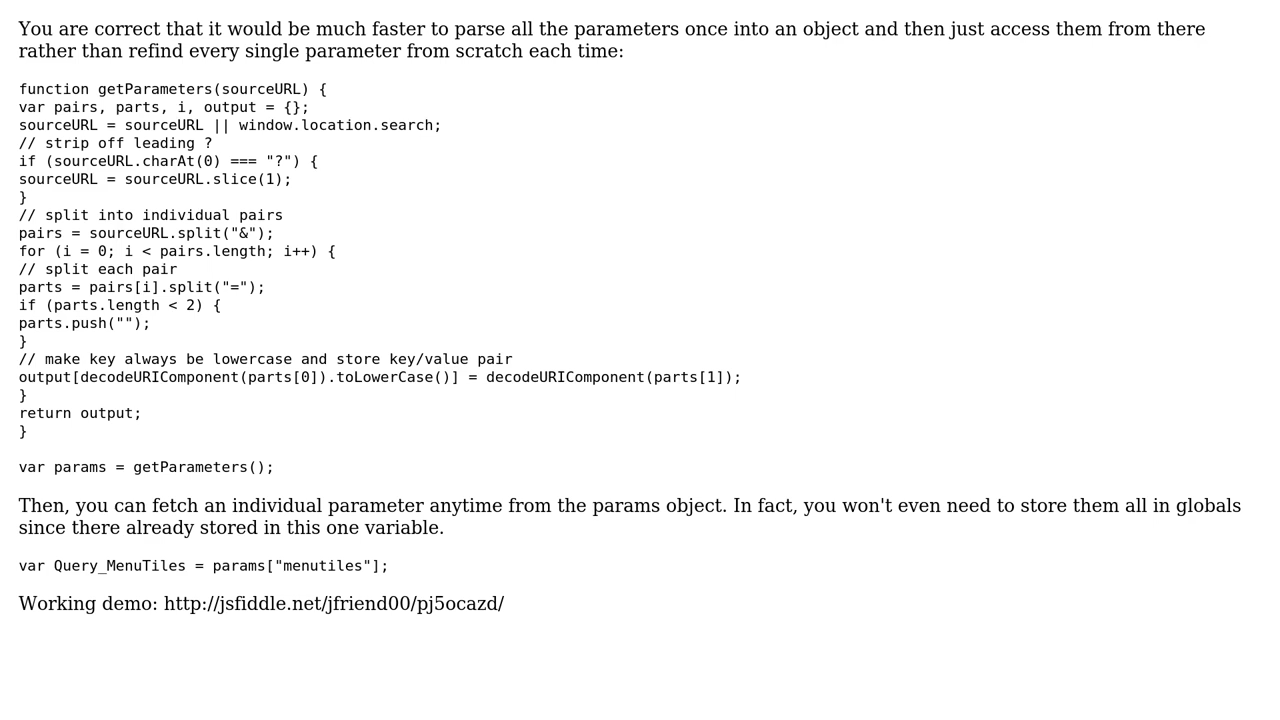 You are correct that it would be much faster to parse all the parameters once into an object and then just access them from there
rather than refind every single parameter from scratch each time:
function getParameters(sourceURL) {
var pairs, parts, i, output = {};
sourceURL = sourceURL || window.location.search;
// strip off leading ?
if (sourceURL.charAt(0) === "?") {
sourceURL = sourceURL.slice(1);
}
// split into individual pairs
pairs = sourceURL.split("&");
for (i = 0; i < pairs.length; i++) {
// split each pair
parts = pairs[i].split("=");
if (parts.length < 2) {
parts.push("");
}
// make key always be lowercase and store key/value pair
output[decodeURIComponent(parts[0]).toLowerCase()] = decodeURIComponent(parts[1]);
}
return output;
}
var params = getParameters();
Then, you can fetch an individual parameter anytime from the params object. In fact, you won't even need to store them all in globals
since there already stored in this one variable.
var Query_MenuTiles = params["menutiles"];
Working demo: http://jsfiddle.net/jfriend00/pj5ocazd/